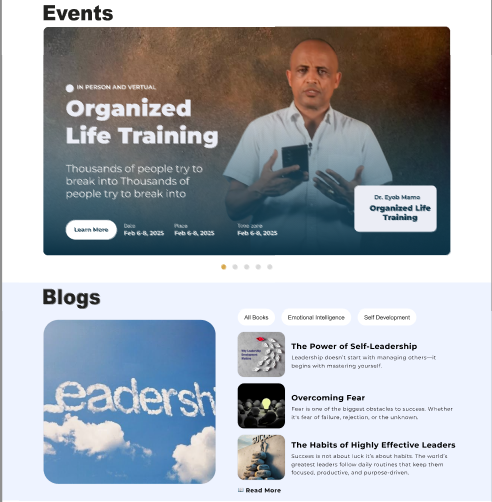 Events
IN PERSON AND VERTUAL
Organized
Life Training
Thousands of people try to
break into Thousands of
people try to break into
Learn More
Date
Feb 6-8, 2025
Place
Feb 6-8, 2025
Feb 6-8, 2025
Dr. Eyob Mamo
Organized Life
Training
Blogs
All Books
Emotional Intelligence
Self Development
eadersh
The Power of Self-Leadership
Leadership doesn't start with managing others—it
begins with mastering yourself.
Overcoming Fear
Fear is one of the biggest obstacles to success. Whether
it's fear of failure, rejection, or the unknown.
The Habits of Highly Effective Leaders
Success is not about luck it's about habits. The world's
greatest leaders follow daily routines that keep them
focused, productive, and purpose-driven.
Read More